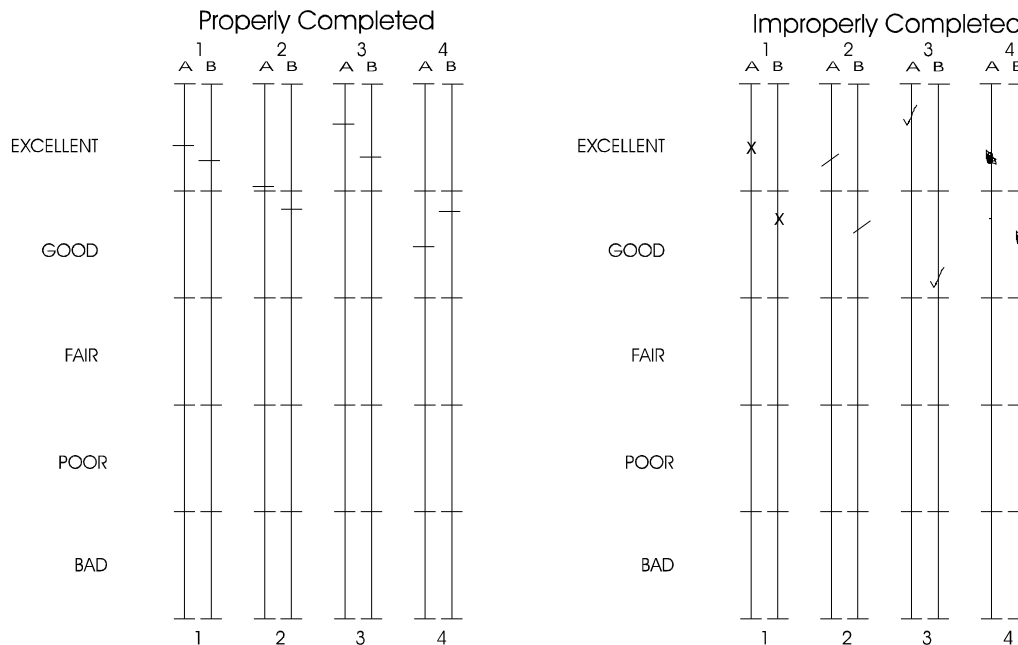 Properly Completed
1 2 3 4
A B A B A B A B
EXCELLENT
GOOD
FAIR
POOR
BAD
1 2 3 4
Improperly Completed
1 2 3 4
A B A B A B A B
X
EXCELLENT
X
GOOD
FAIR
POOR
BAD
1 2 3 4